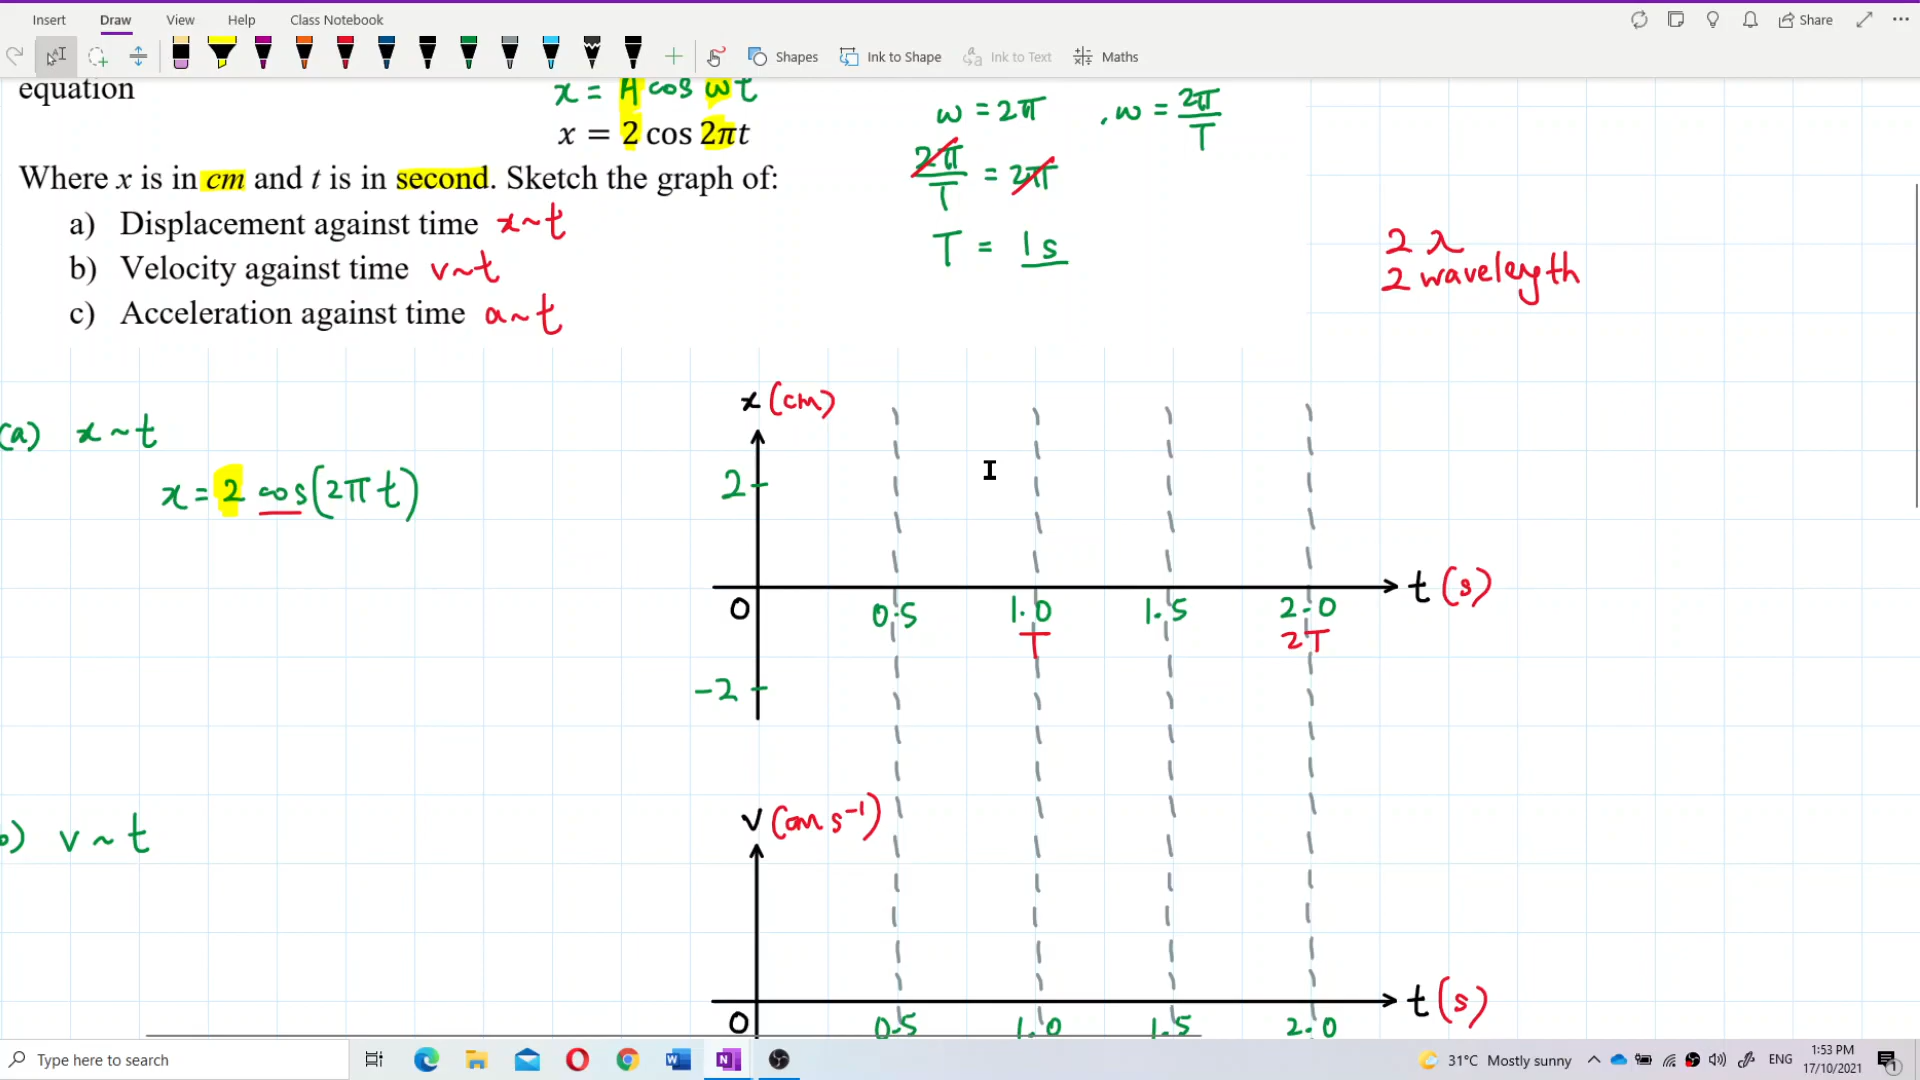 Insert Draw View Help Class Notebook Share
Shapes Ink to Shape Ink to Text Maths
equation
x = A cos ωt
x = 2 cos 2πt
Where x is in cm and t is in second. Sketch the graph of:
a) Displacement against time x~t
b) Velocity against time v~t
c) Acceleration against time a~t
ω = 2π , ω = 2π/T
2π/T = 2π
T = 1s
2 λ
2 wavelength
(a) x ~ t
x = 2 cos(2π t)
x (cm)
2
0 0.5 1.0 1.5 2.0 t (s)
T 2T
-2
b) v ~ t
v (cm s⁻¹)
t (s)
0 0.5 1.0 1.5 2.0
Type here to search
31°C Mostly sunny ENG 1:53 PM
17/10/2021 1